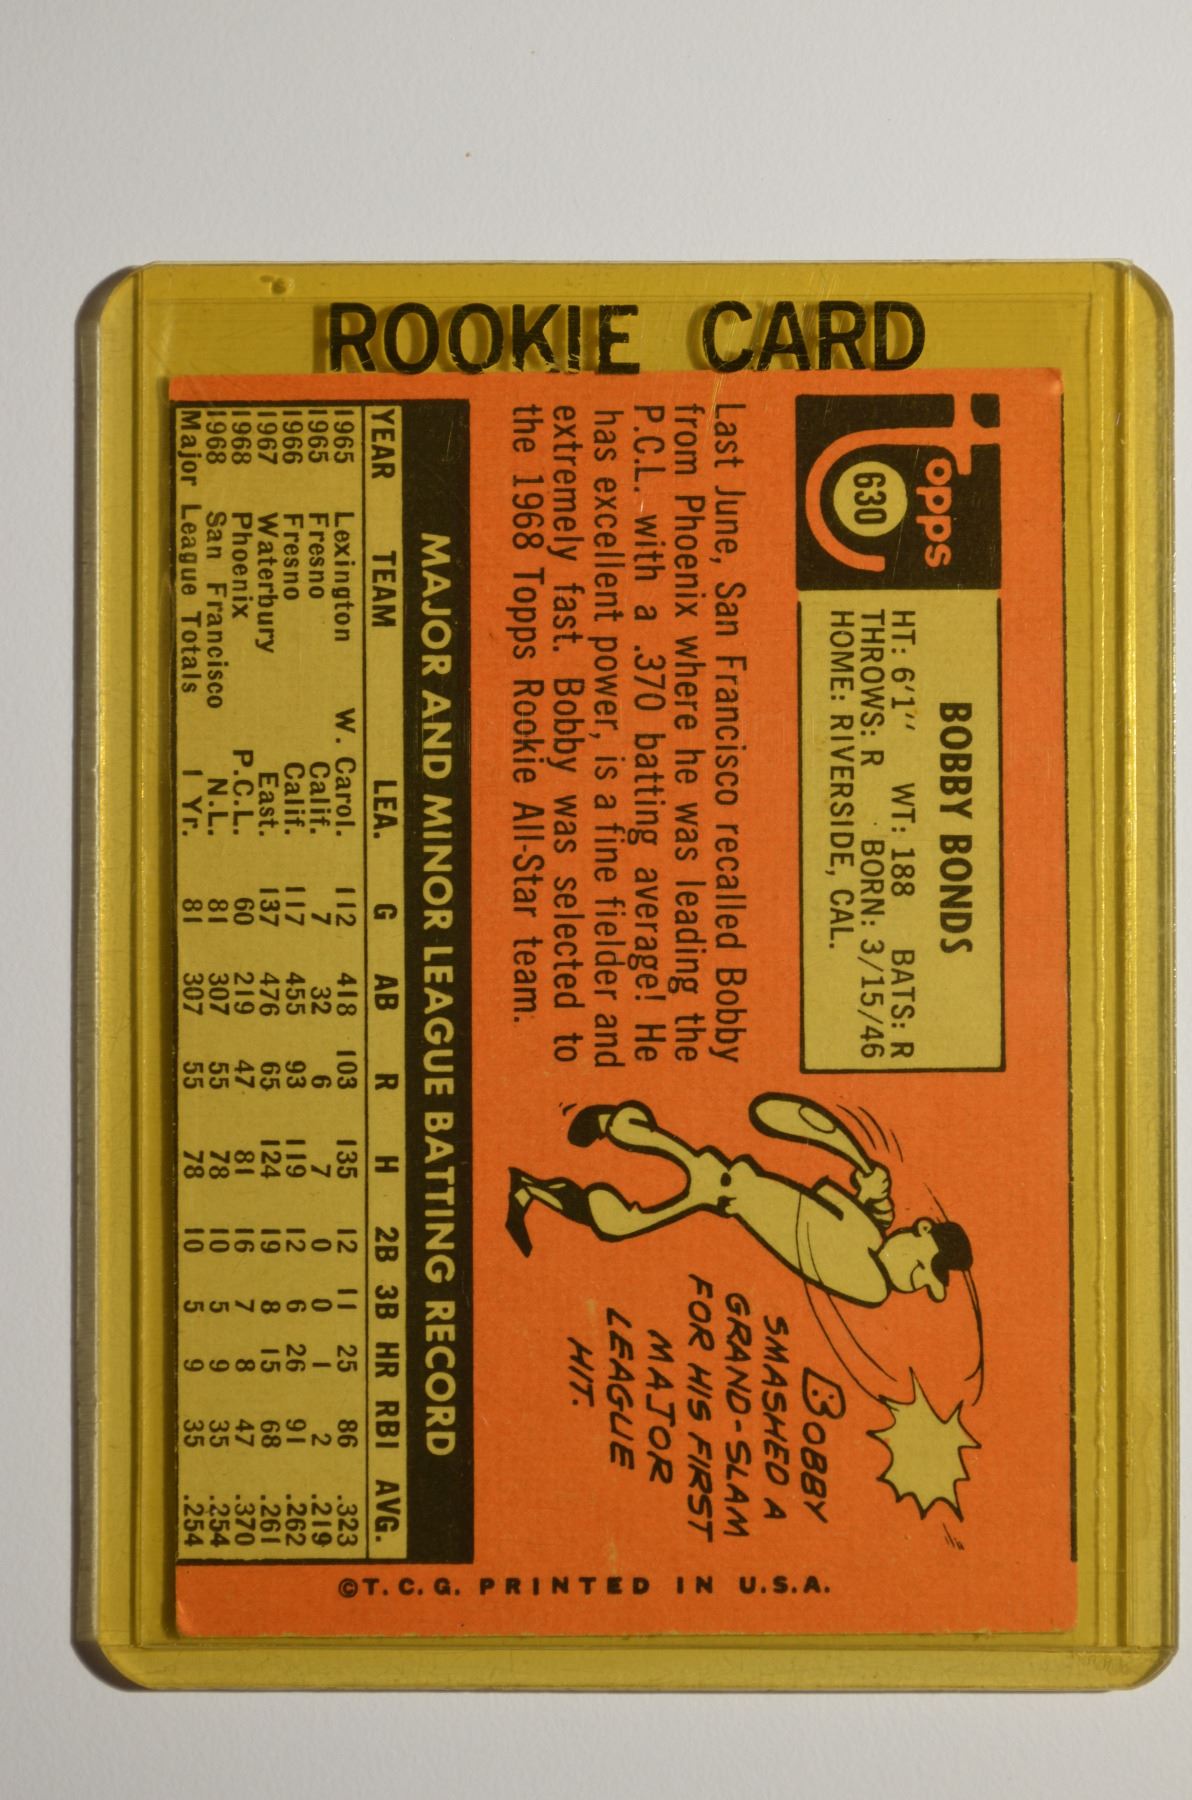 ROOKIE CARD
topps
630
BOBBY BONDS
HT: 6'1" WT: 188 BATS: R
THROWS: R BORN: 3/15/46
HOME: RIVERSIDE, CAL.
Last June, San Francisco recalled Bobby
from Phoenix where he was leading the
P.C.L. with a .370 batting average! He
has excellent power, is a fine fielder and
extremely fast. Bobby was selected to
the 1968 Topps Rookie All-Star team.
BOBBY
SMASHED A
GRAND-SLAM
FOR HIS FIRST
MAJOR
LEAGUE
HIT.
MAJOR AND MINOR LEAGUE BATTING RECORD
YEAR TEAM LEA. G AB R H 2B 3B HR RBI AVG.
1965 Lexington W. Carol. 112 418 103 135 12 11 25 86 .323
1965 Fresno Calif. 7 32 6 7 0 0 1 2 .219
1966 Fresno Calif. 117 455 93 119 12 6 26 91 .262
1967 Waterbury East. 137 476 65 124 19 8 15 68 .261
1968 Phoenix P.C.L. 60 219 47 81 16 7 8 47 .370
1968 San Francisco N.L. 81 307 55 78 10 5 9 35 .254
Major League Totals 1 Yr. 81 307 55 78 10 5 9 35 .254
©T.C.G. PRINTED IN U.S.A.